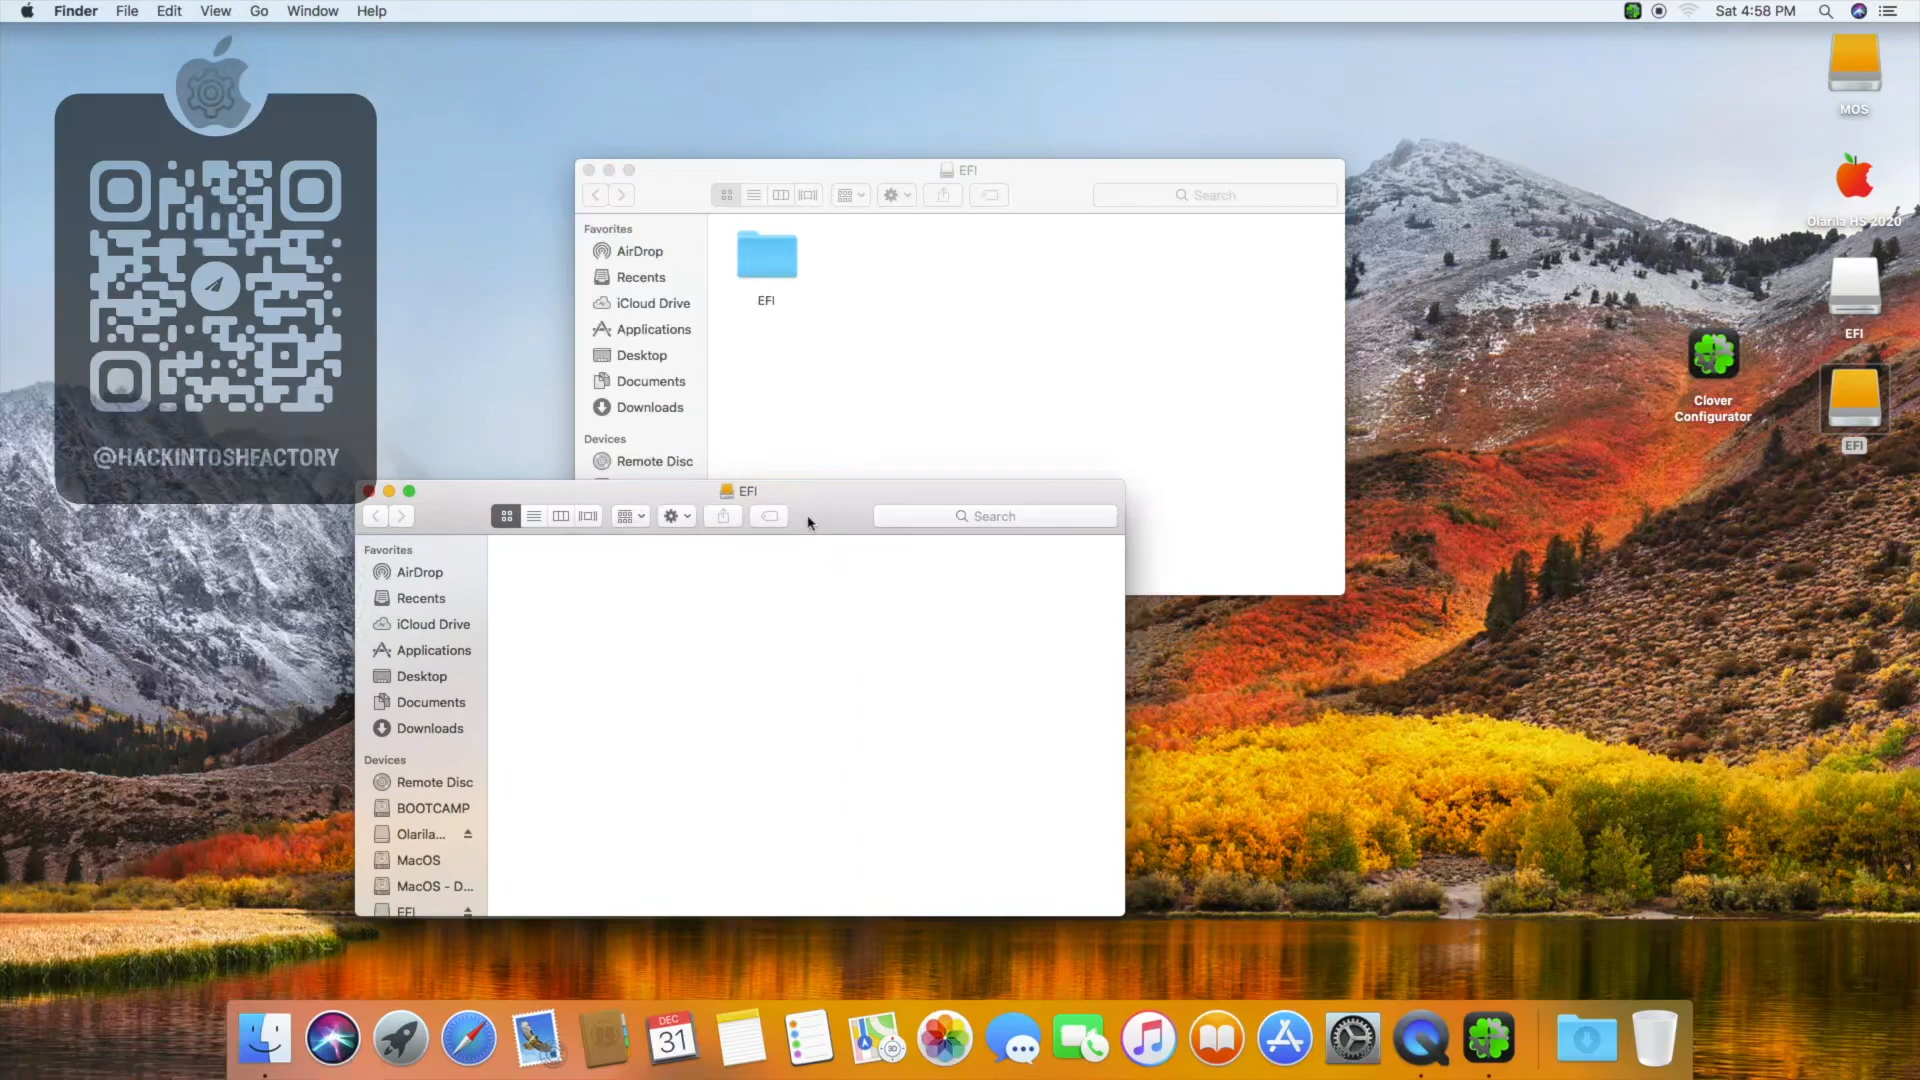 Finder File Edit View Go Window Help
Sat 4:58 PM
MOS
Olarila HS 2020
EFI
Clover
Configurator
EFI
@HACKINTOSHFACTORY
EFI
Search
Favorites
AirDrop
Recents
iCloud Drive
Applications
Desktop
Documents
Downloads
Devices
Remote Disc
EFI
EFI
Search
Favorites
AirDrop
Recents
iCloud Drive
Applications
Desktop
Documents
Downloads
Devices
Remote Disc
BOOTCAMP
Olarila...
MacOS
MacOS - D...
EFI
DEC
31
3D